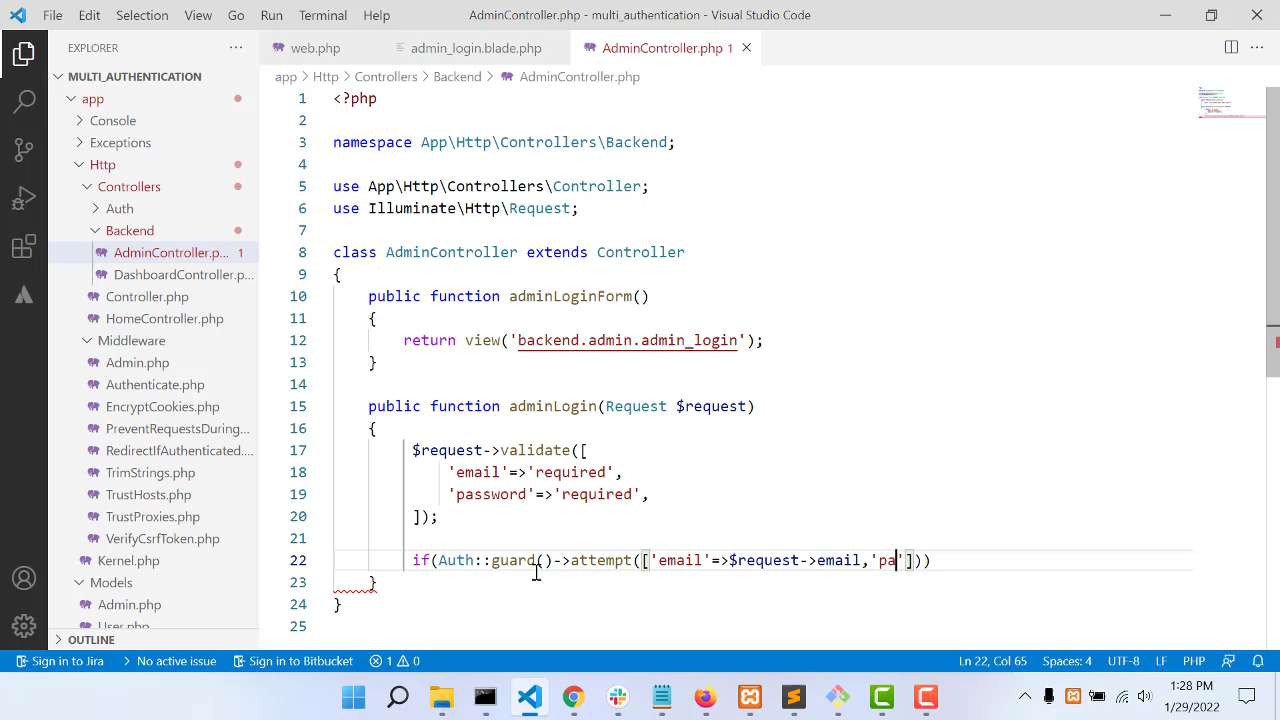 File Edit Selection View Go Run Terminal Help AdminController.php - multi_authentication - Visual Studio Code
EXPLORER ··· web.php admin_login.blade.php AdminController.php 1
MULTI_AUTHENTICATION app > Http > Controllers > Backend > AdminController.php
app
Console
Exceptions
Http
Controllers
Auth
Backend
AdminController.p... 1
DashboardController.p...
Controller.php
HomeController.php
Middleware
Admin.php
Authenticate.php
EncryptCookies.php
PreventRequestsDuring...
RedirectIfAuthenticated...
TrimStrings.php
TrustHosts.php
TrustProxies.php
VerifyCsrfToken.php
Kernel.php
Models
Admin.php
User.php
OUTLINE
1 <?php
2
3 namespace App\Http\Controllers\Backend;
4
5 use App\Http\Controllers\Controller;
6 use Illuminate\Http\Request;
7
8 class AdminController extends Controller
9 {
10 public function adminLoginForm()
11 {
12 return view('backend.admin.admin_login');
13 }
14
15 public function adminLogin(Request $request)
16 {
17 $request->validate([
18 'email'=>'required',
19 'password'=>'required',
20 ]);
21
22 if(Auth::guard()->attempt(['email'=>$request->email,'pa']))
23 }
24 }
25
Sign in to Jira No active issue Sign in to Bitbucket 1 0 Ln 22, Col 65 Spaces: 4 UTF-8 LF PHP
1:28 PM
1/29/2022